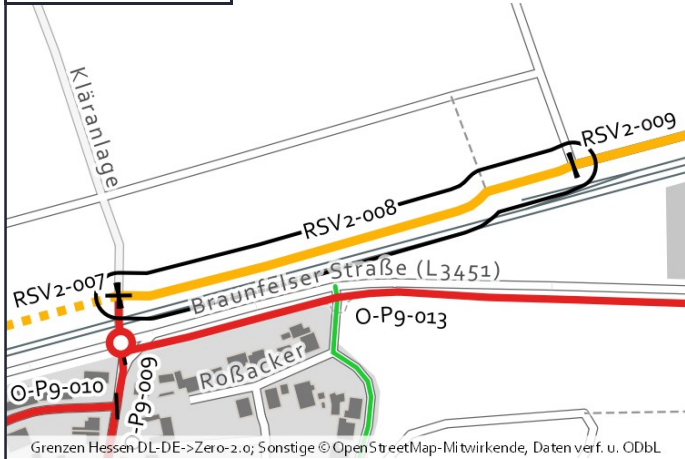 Kläranlage
RSV2-009
RSV2-008
RSV2-007
Braunfelser Straße (L3451)
O-P9-013
Roßacker
O-P9-010
O-P9-009
Grenzen Hessen DL-DE->Zero-2.0; Sonstige © OpenStreetMap-Mitwirkende, Daten verf. u. ODbL